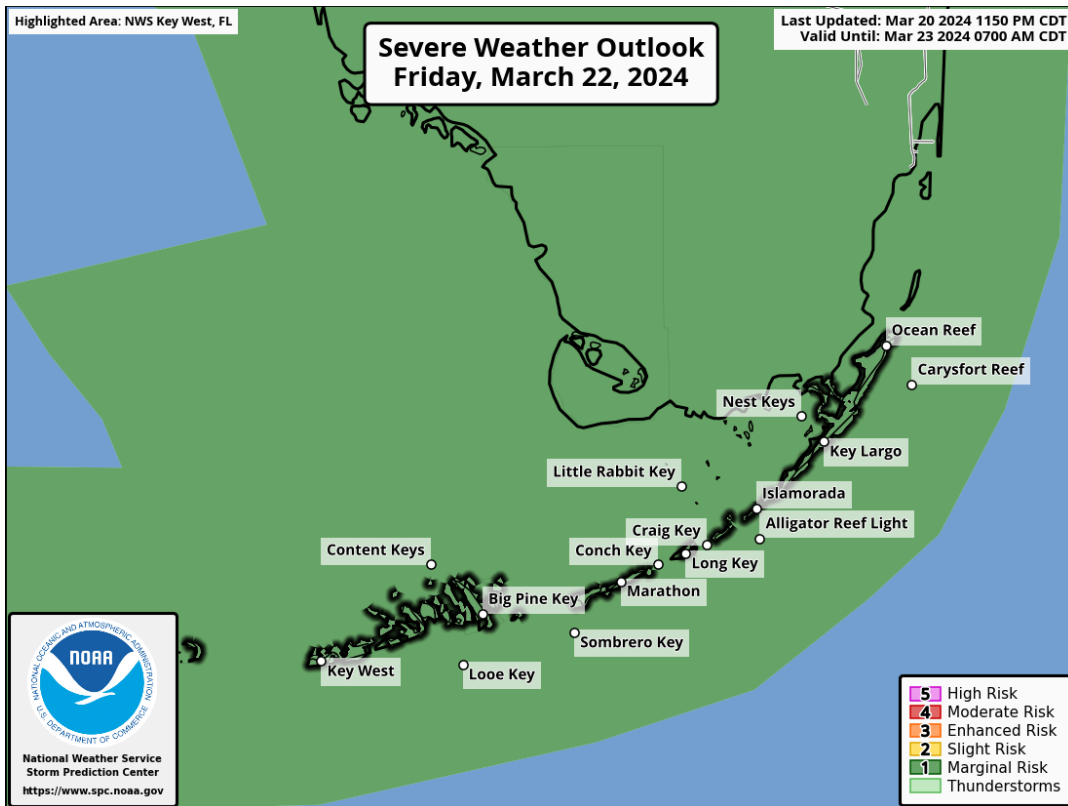 Highlighted Area: NWS Key West, FL
Last Updated: Mar 20 2024 1150 PM CDT
Valid Until: Mar 23 2024 0700 AM CDT
Severe Weather Outlook
Friday, March 22, 2024
Ocean Reef
Carysfort Reef
Nest Keys
Key Largo
Little Rabbit Key
Islamorada
Alligator Reef Light
Craig Key
Content Keys
Conch Key
Long Key
Marathon
Big Pine Key
Sombrero Key
Key West
Looe Key
NATIONAL OCEANIC AND ATMOSPHERIC ADMINISTRATION
NOAA
U.S. DEPARTMENT OF COMMERCE
National Weather Service
Storm Prediction Center
https://www.spc.noaa.gov
5 High Risk
4 Moderate Risk
3 Enhanced Risk
2 Slight Risk
1 Marginal Risk
Thunderstorms